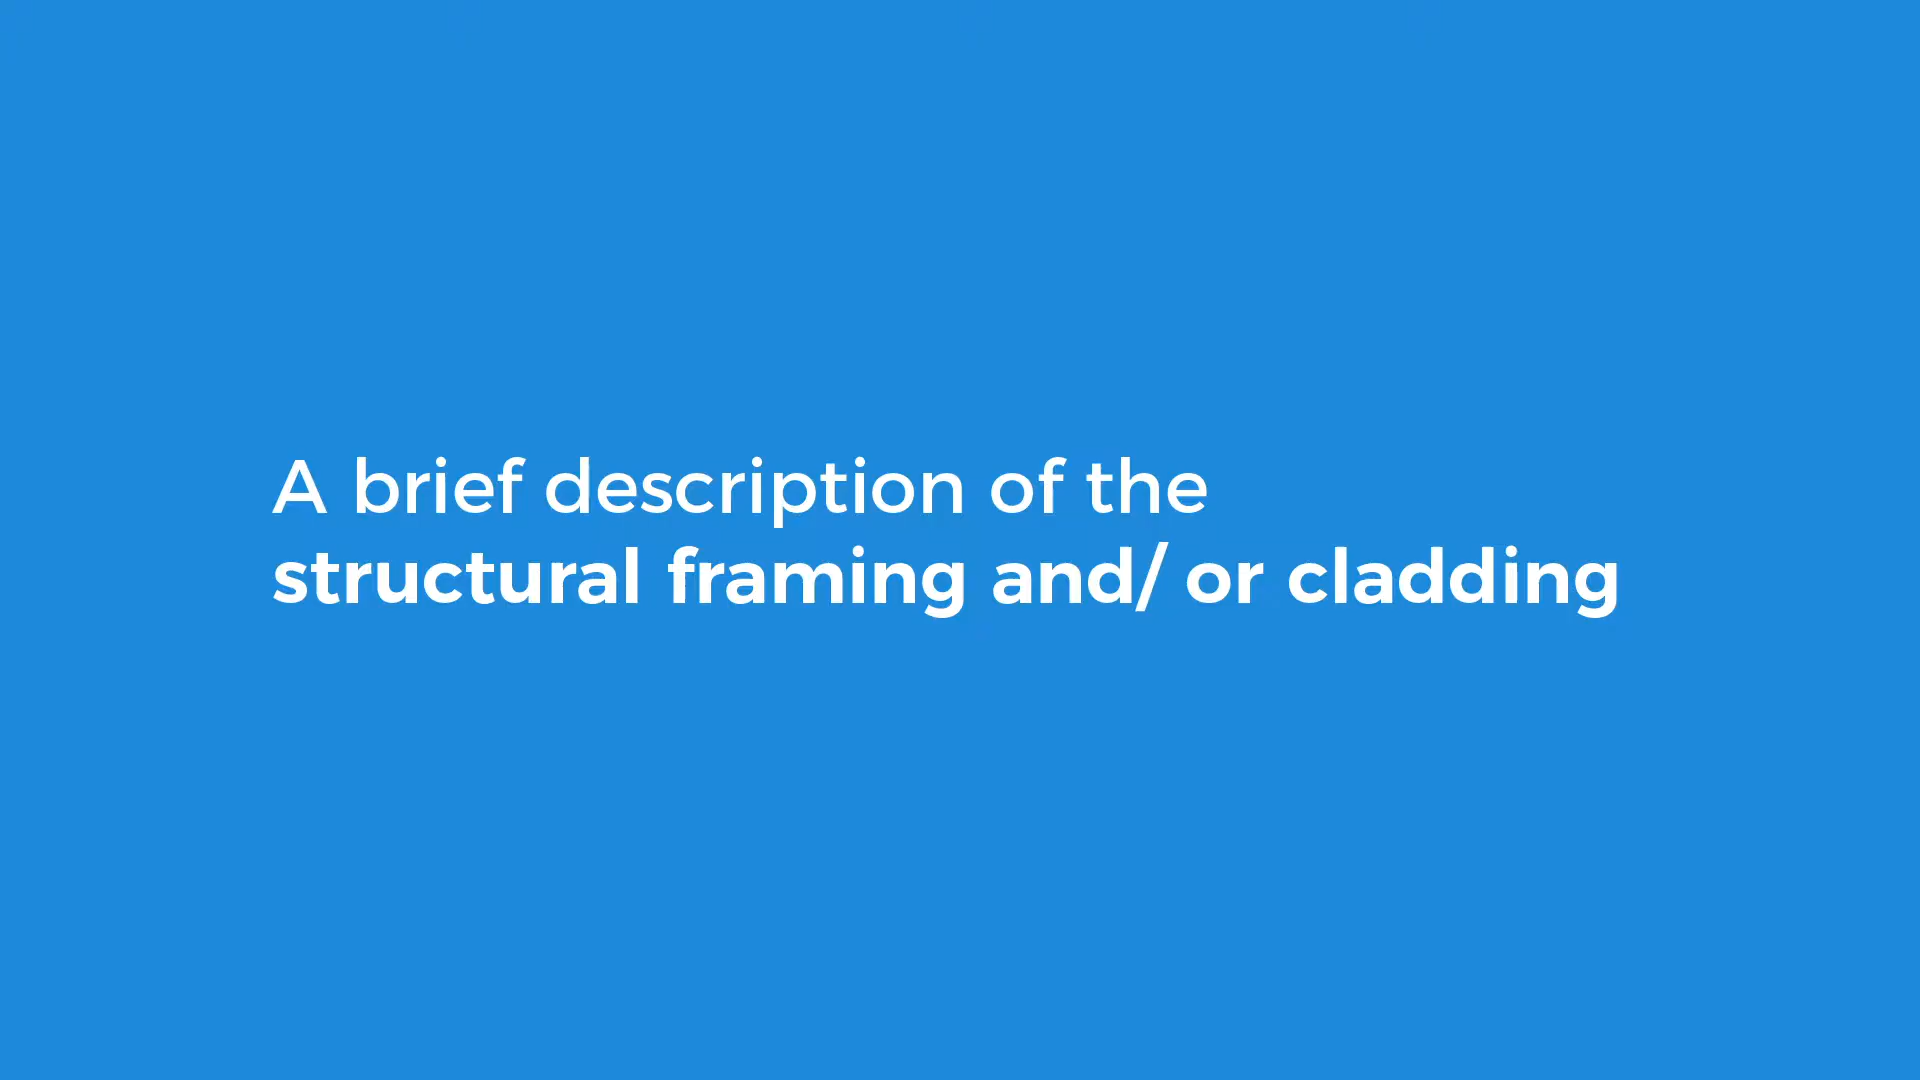 A brief description of the
structural framing and/ or cladding